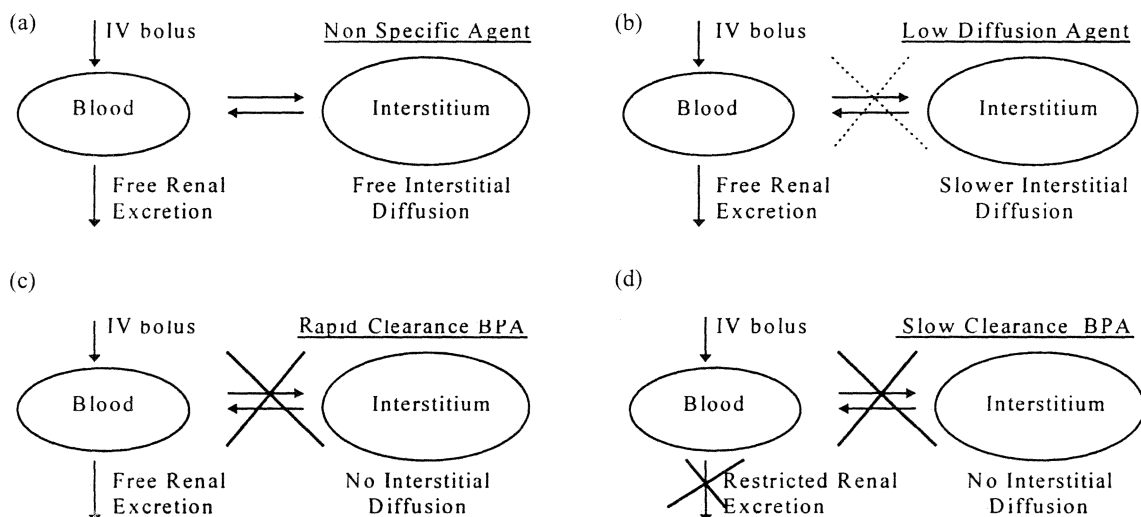 (a)
IV bolus
Non Specific Agent
Blood
Interstitium
Free Renal
Excretion
Free Interstitial
Diffusion
(b)
IV bolus
Low Diffusion Agent
Blood
Interstitium
Free Renal
Excretion
Slower Interstitial
Diffusion
(c)
IV bolus
Rapid Clearance BPA
Blood
Interstitium
Free Renal
Excretion
No Interstitial
Diffusion
(d)
IV bolus
Slow Clearance BPA
Blood
Interstitium
Restricted Renal
Excretion
No Interstitial
Diffusion